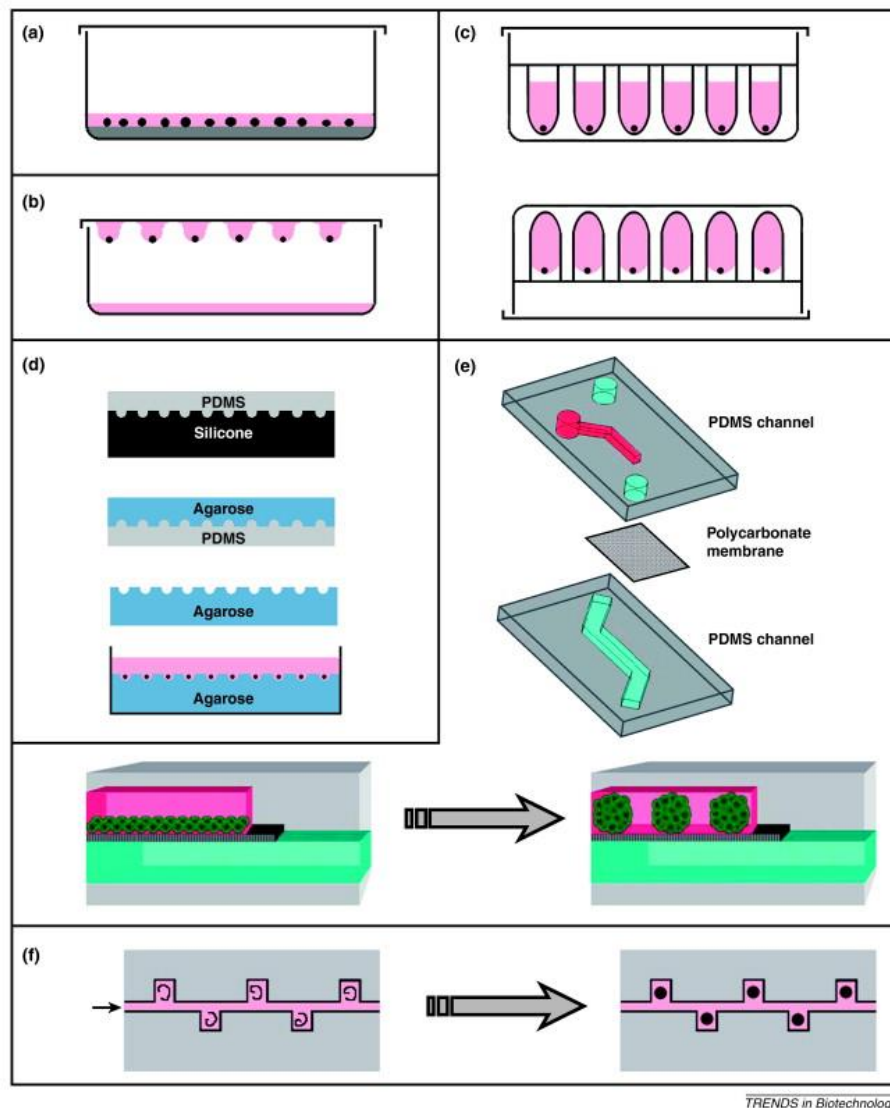 (a)
(b)
(c)
(d)
PDMS
Silicone
Agarose
PDMS
Agarose
Agarose
(e)
PDMS channel
Polycarbonate
membrane
PDMS channel
(f)
TRENDS in Biotechnolog